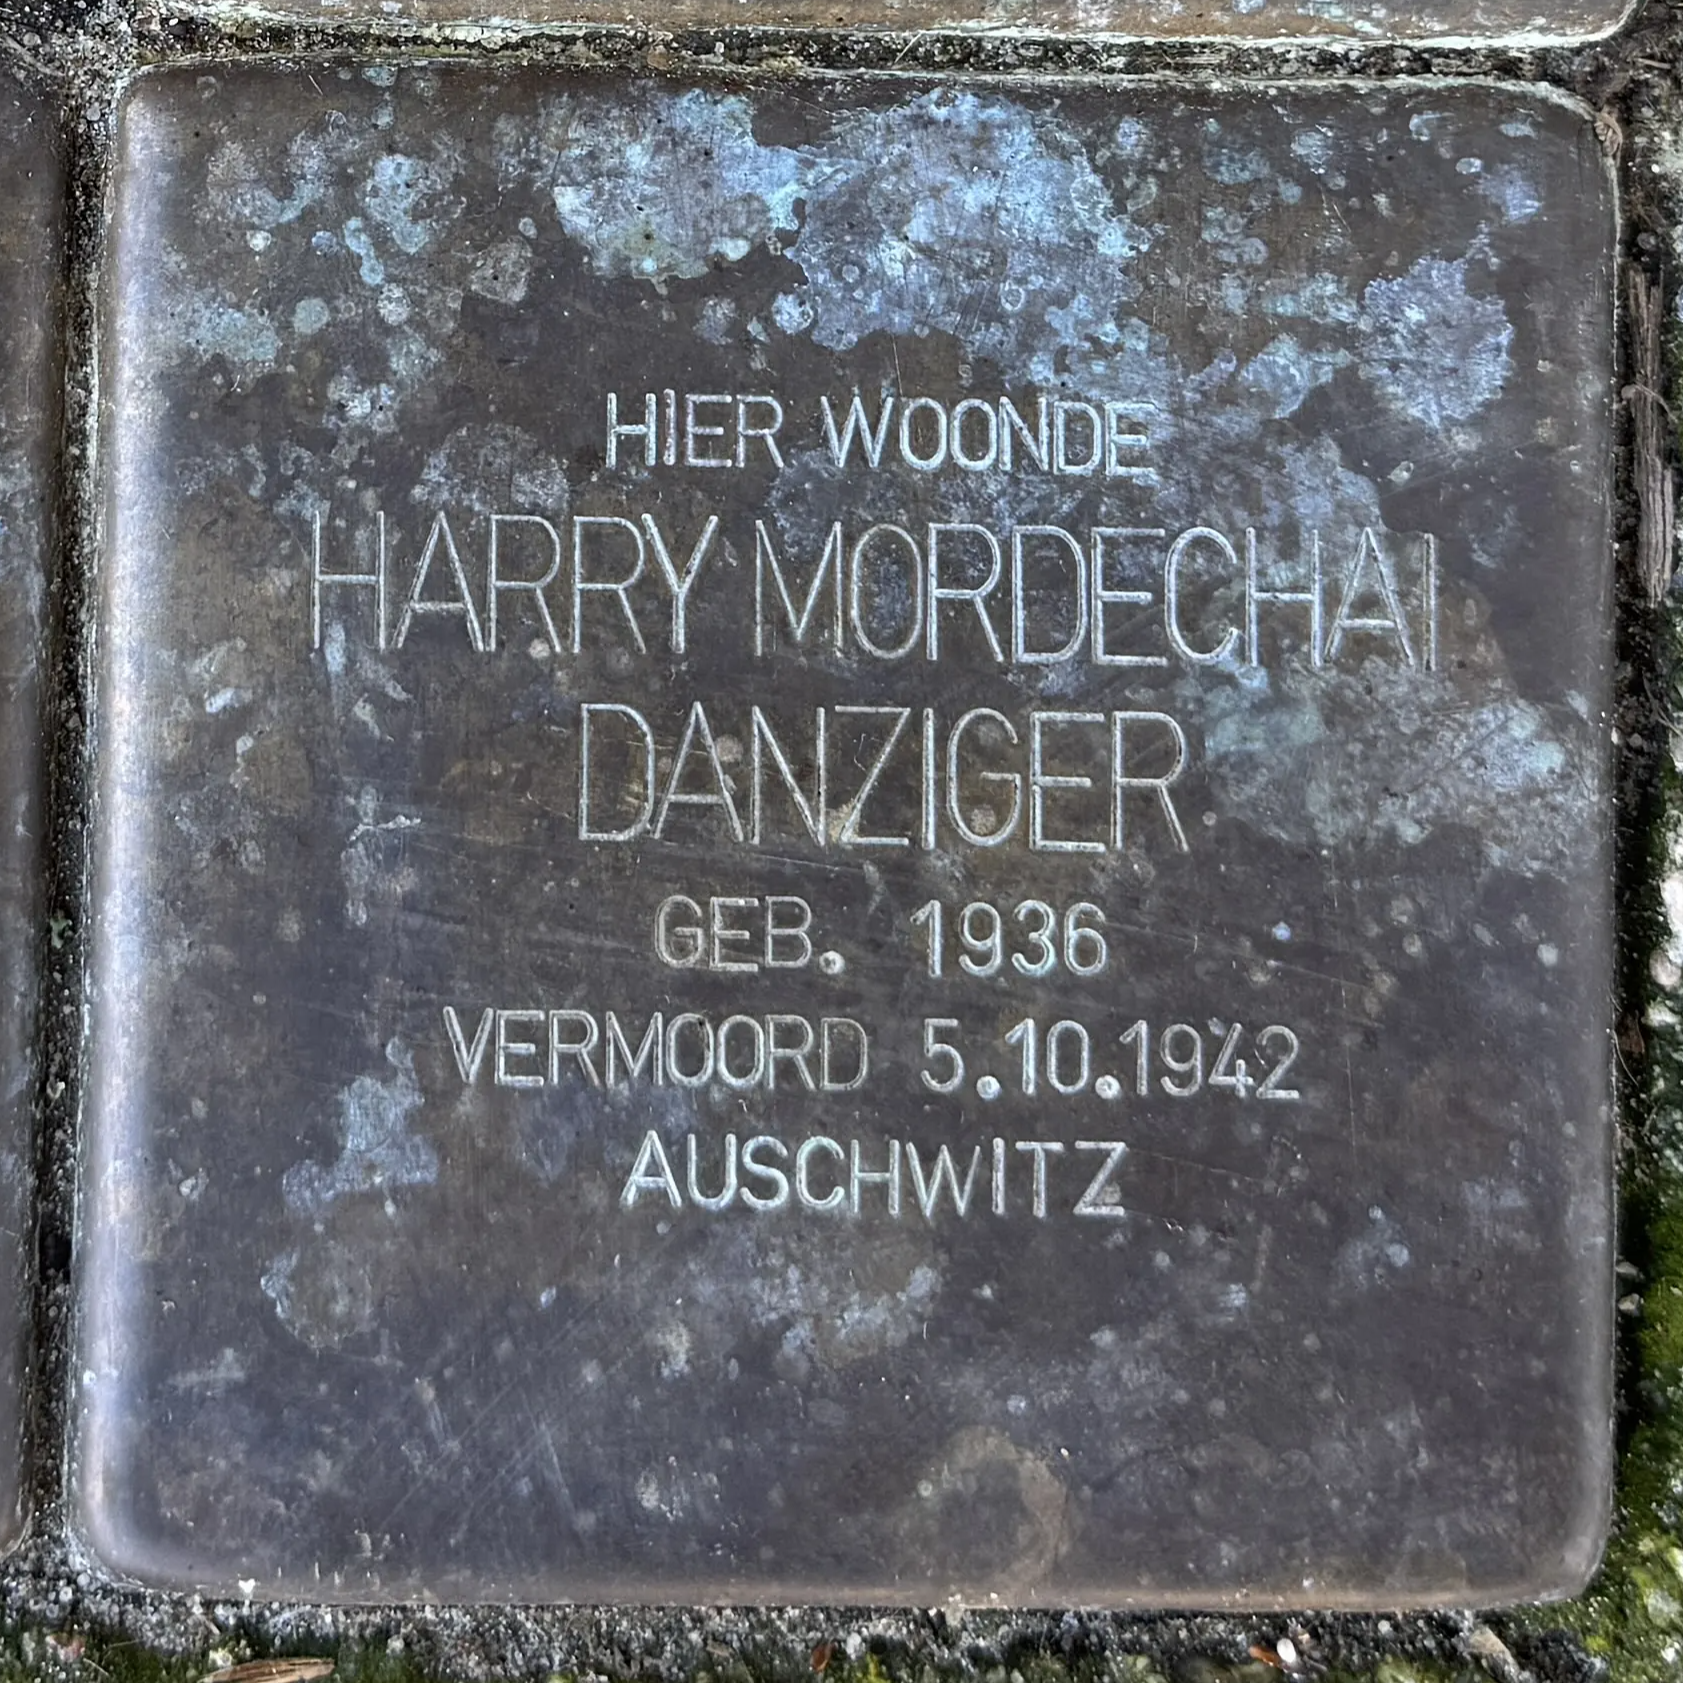 HIER WOONDE
HARRY MORDECHAI
DANZIGER
GEB. 1936
VERMOORD 5.10.1942
AUSCHWITZ